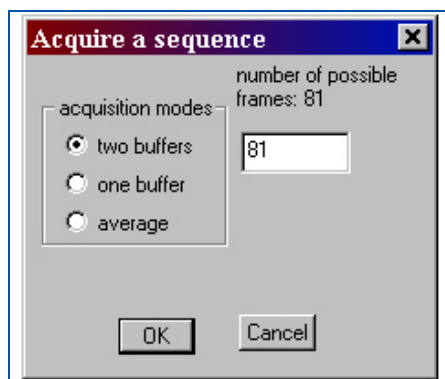 Acquire a sequence
number of possible
frames: 81
acquisition modes
two buffers
81
one buffer
average
OK
Cancel